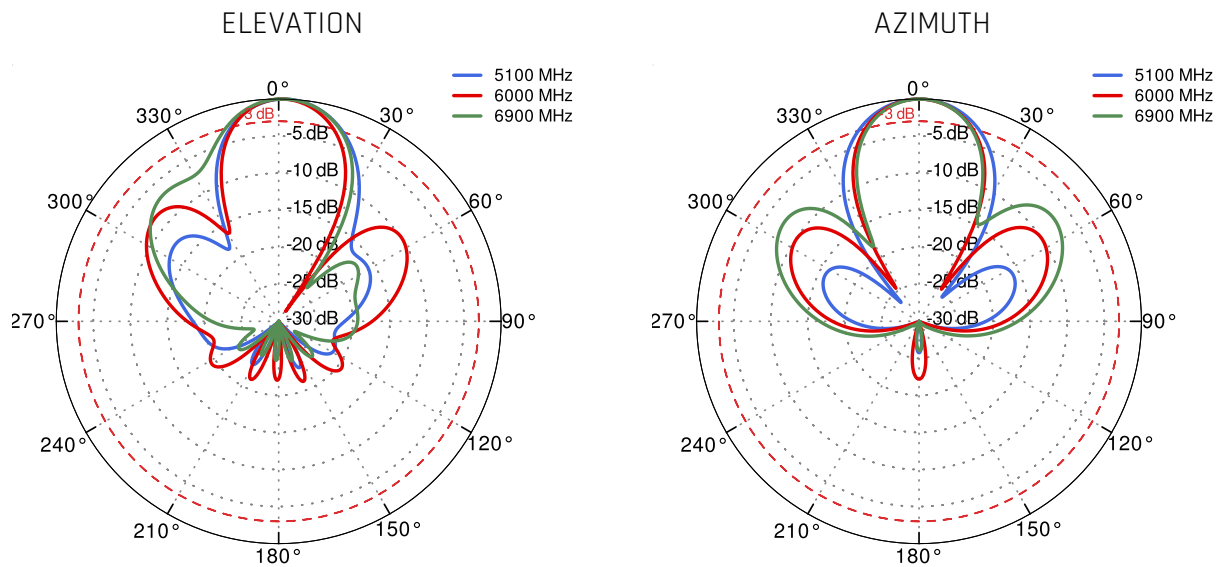 ELEVATION
5100 MHz
6000 MHz
6900 MHz
0°
330°
30°
-3 dB
-5 dB
-10 dB
300°
60°
-15 dB
-20 dB
-25 dB
-30 dB
270°
90°
240°
120°
210°
150°
180°
AZIMUTH
5100 MHz
6000 MHz
6900 MHz
0°
330°
30°
-3 dB
-5 dB
-10 dB
300°
60°
-15 dB
-20 dB
-25 dB
-30 dB
270°
90°
240°
120°
210°
150°
180°